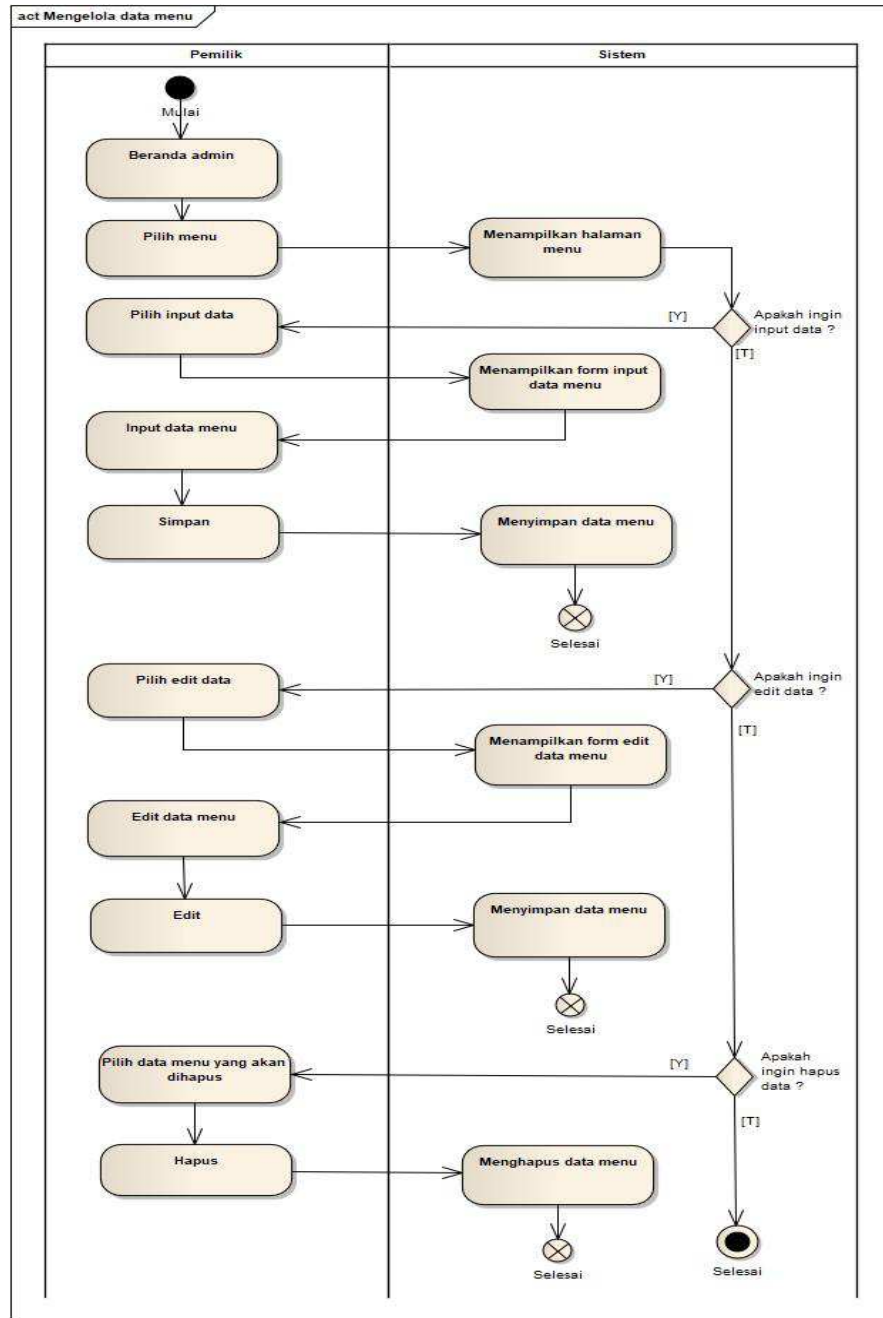 act Mengelola data menu
Pemilik
Sistem
Mulai
Beranda admin
Pilih menu
Menampilkan halaman
menu
Pilih input data
[Y]
Apakah ingin
input data ?
[T]
Menampilkan form input
data menu
Input data menu
Simpan
Menyimpan data menu
Selesai
Pilih edit data
[Y]
Apakah ingin
edit data ?
[T]
Menampilkan form edit
data menu
Edit data menu
Edit
Menyimpan data menu
Selesai
Pilih data menu yang akan
dihapus
[Y]
Apakah
ingin hapus
data ?
[T]
Hapus
Menghapus data menu
Selesai
Selesai